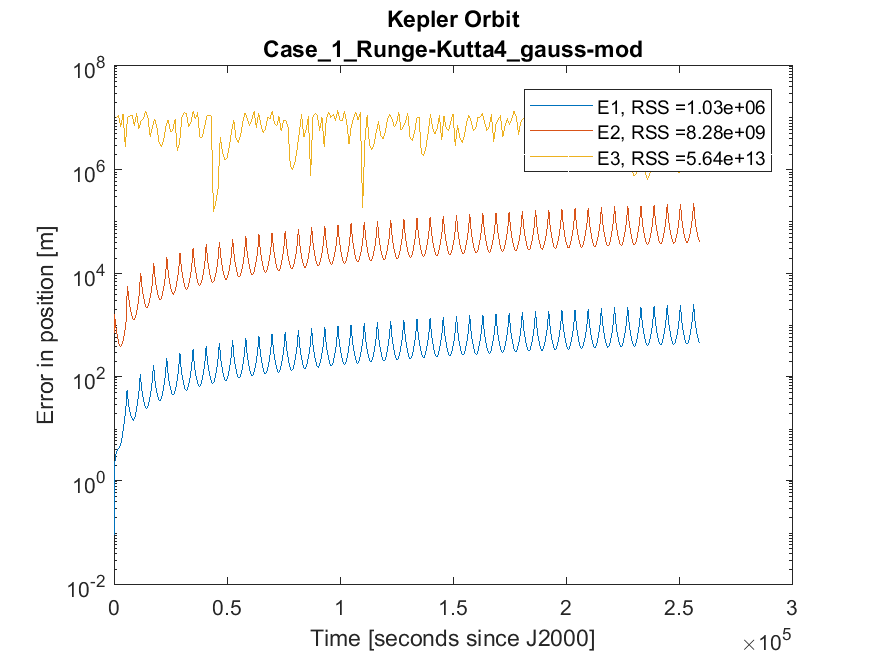 Kepler Orbit
Case_1_Runge-Kutta4_gauss-mod
10^8
10^6
10^4
10^2
10^0
10^-2
Error in position [m]
E1, RSS =1.03e+06
E2, RSS =8.28e+09
E3, RSS =5.64e+13
0 0.5 1 1.5 2 2.5 3
×10^5
Time [seconds since J2000]